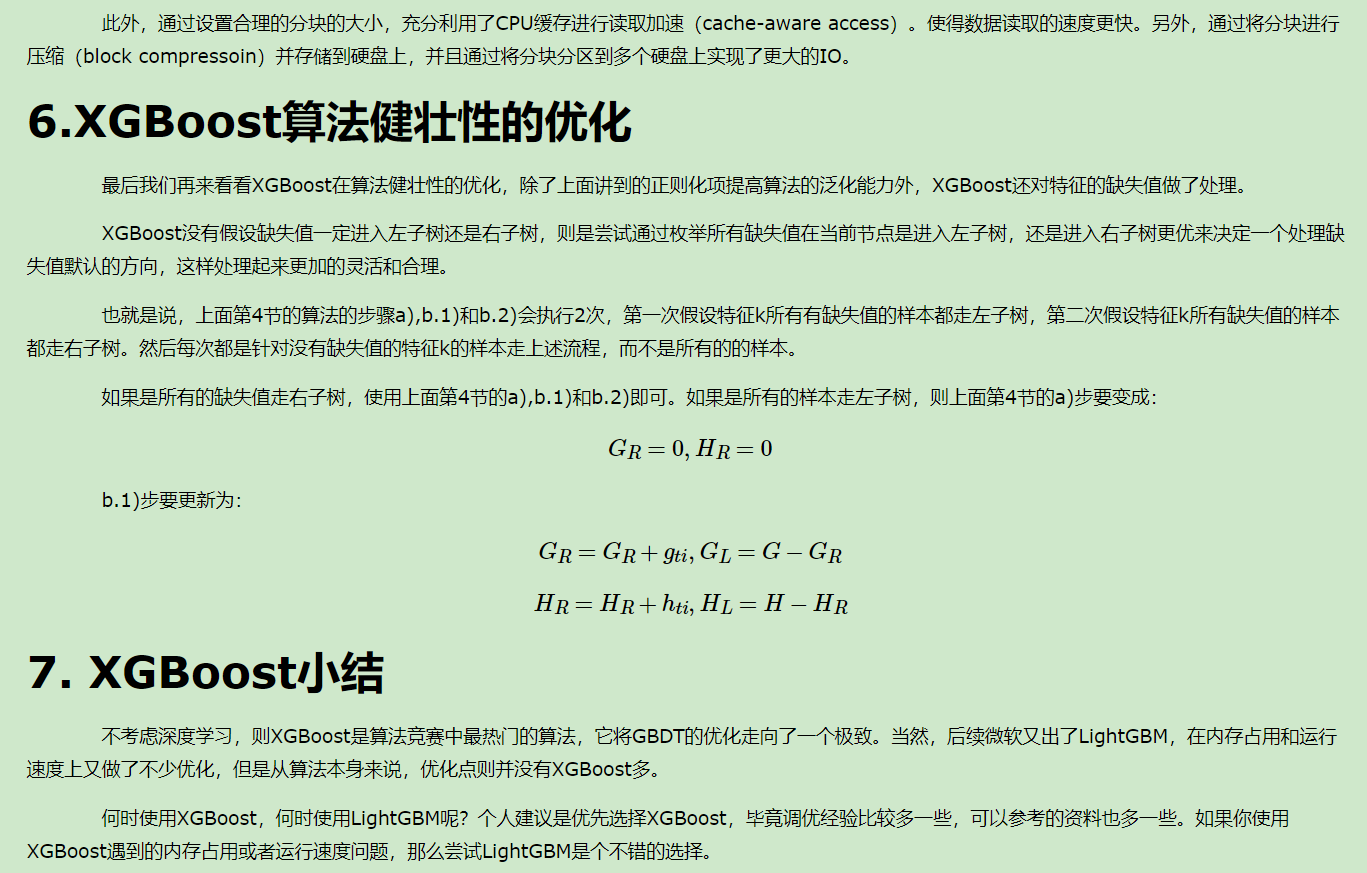 此外，通过设置合理的分块的大小，充分利用了CPU缓存进行读取加速（cache-aware access）。使得数据读取的速度更快。另外，通过将分块进行
压缩（block compressoin）并存储到硬盘上，并且通过将分块分区到多个硬盘上实现了更大的IO。
6.XGBoost算法健壮性的优化
最后我们再来看看XGBoost在算法健壮性的优化，除了上面讲到的正则化项提高算法的泛化能力外，XGBoost还对特征的缺失值做了处理。
XGBoost没有假设缺失值一定进入左子树还是右子树，则是尝试通过枚举所有缺失值在当前节点是进入左子树，还是进入右子树更优来决定一个处理缺
失值默认的方向，这样处理起来更加的灵活和合理。
也就是说，上面第4节的算法的步骤a),b.1)和b.2)会执行2次，第一次假设特征k所有有缺失值的样本都走左子树，第二次假设特征k所有缺失值的样本
都走右子树。然后每次都是针对没有缺失值的特征k的样本走上述流程，而不是所有的的样本。
如果是所有的缺失值走右子树，使用上面第4节的a),b.1)和b.2)即可。如果是所有的样本走左子树，则上面第4节的a)步要变成：
G_R = 0, H_R = 0
b.1)步要更新为：
G_R = G_R + g_{ti}, G_L = G − G_R
H_R = H_R + h_{ti}, H_L = H − H_R
7. XGBoost小结
不考虑深度学习，则XGBoost是算法竞赛中最热门的算法，它将GBDT的优化走向了一个极致。当然，后续微软又出了LightGBM，在内存占用和运行
速度上又做了不少优化，但是从算法本身来说，优化点则并没有XGBoost多。
何时使用XGBoost，何时使用LightGBM呢？个人建议是优先选择XGBoost，毕竟调优经验比较多一些，可以参考的资料也多一些。如果你使用
XGBoost遇到的内存占用或者运行速度问题，那么尝试LightGBM是个不错的选择。